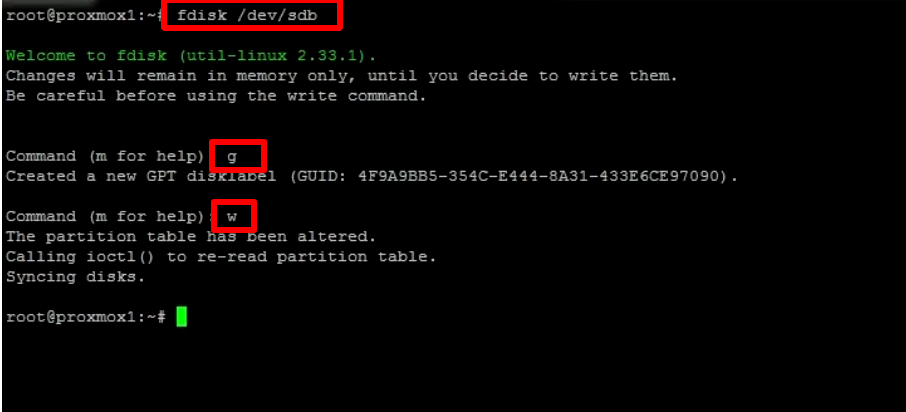 root@proxmox1:~# fdisk /dev/sdb
Welcome to fdisk (util-linux 2.33.1).
Changes will remain in memory only, until you decide to write them.
Be careful before using the write command.
Command (m for help) g
Created a new GPT disklabel (GUID: 4F9A9BB5-354C-E444-8A31-433E6CE97090).
Command (m for help): w
The partition table has been altered.
Calling ioctl() to re-read partition table.
Syncing disks.
root@proxmox1:~#